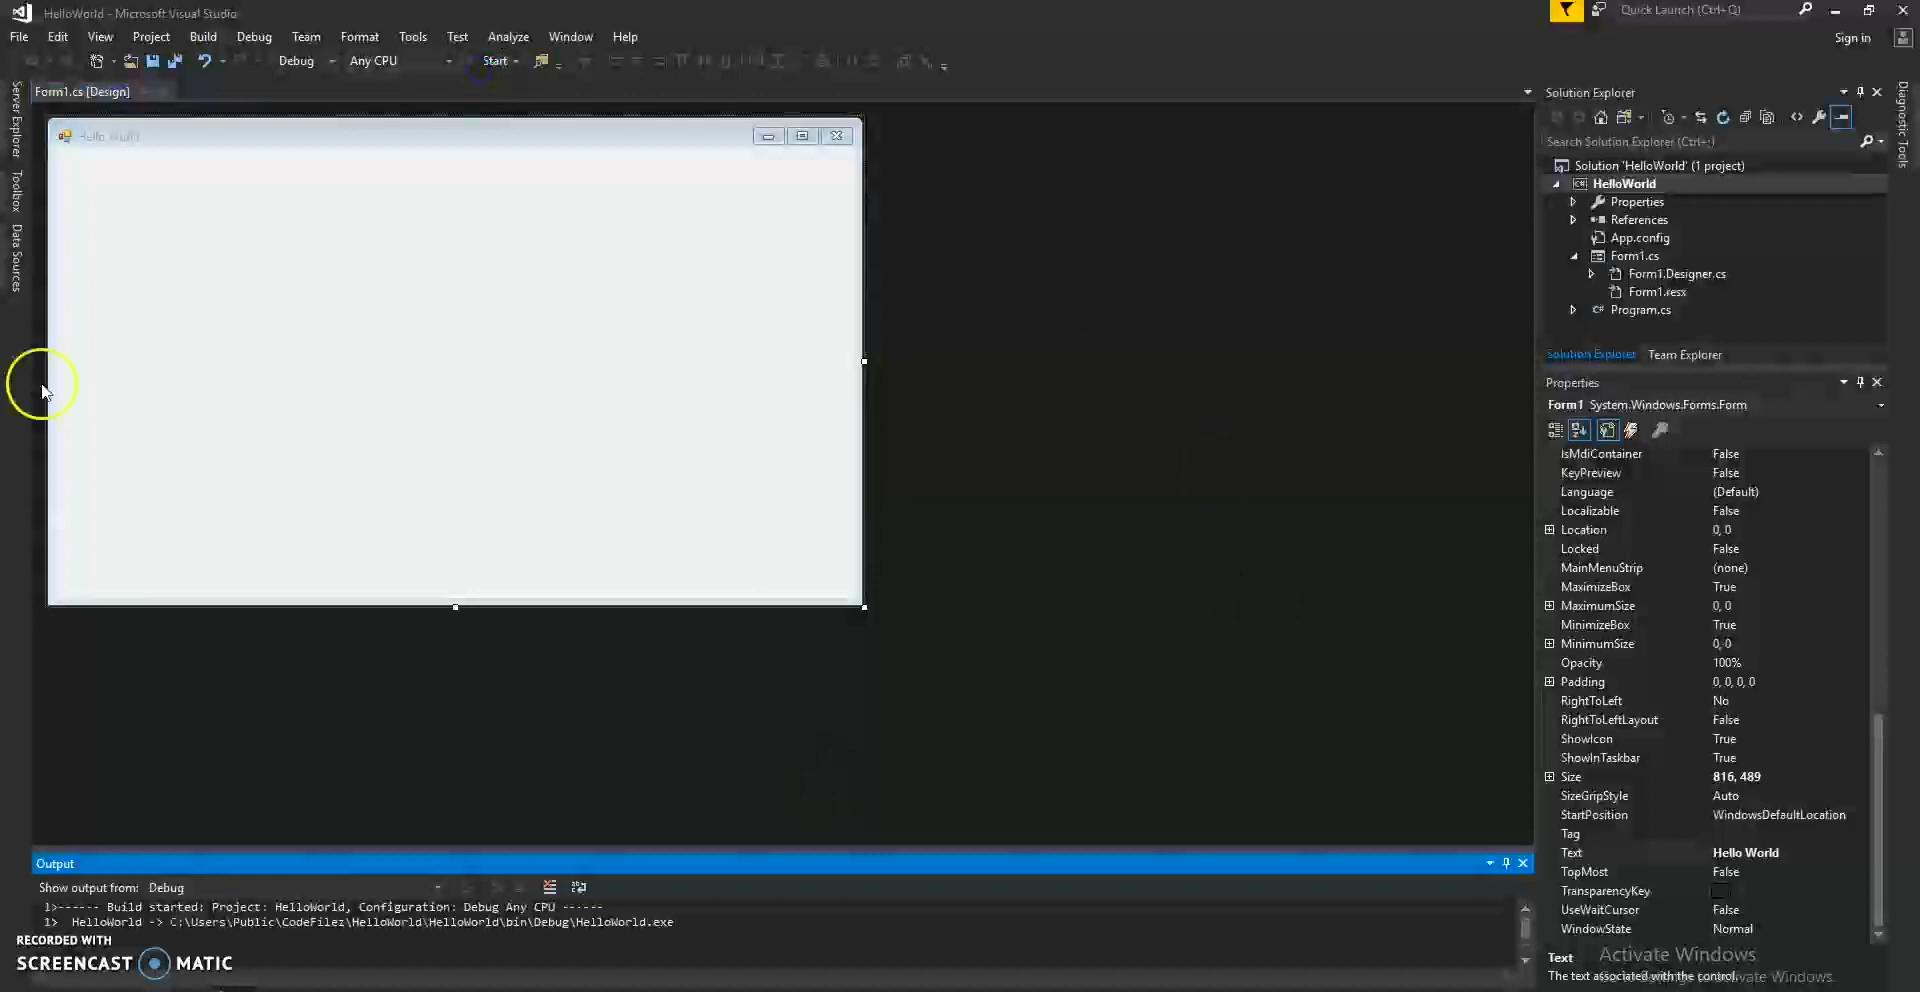 HelloWorld - Microsoft Visual Studio
Quick Launch (Ctrl+Q)
File Edit View Project Build Debug Team Format Tools Test Analyze Window Help
Sign in
Debug Any CPU Start
Form1.cs [Design]
Server Explorer
Toolbox
Data Sources
Hello World
Solution Explorer
Search Solution Explorer (Ctrl+;)
Solution 'HelloWorld' (1 project)
HelloWorld
Properties
References
App.config
Form1.cs
Form1.Designer.cs
Form1.resx
Program.cs
Solution Explorer Team Explorer
Diagnostic Tools
Properties
Form1 System.Windows.Forms.Form
IsMdiContainer False
KeyPreview False
Language (Default)
Localizable False
Location 0, 0
Locked False
MainMenuStrip (none)
MaximizeBox True
MaximumSize 0, 0
MinimizeBox True
MinimumSize 0, 0
Opacity 100%
Padding 0, 0, 0, 0
RightToLeft No
RightToLeftLayout False
ShowIcon True
ShowInTaskbar True
Size 816, 489
SizeGripStyle Auto
StartPosition WindowsDefaultLocation
Tag
Text Hello World
TopMost False
TransparencyKey
UseWaitCursor False
WindowState Normal
Text
The text associated with the control.
Activate Windows
Go to Settings to activate Windows.
Output
Show output from: Debug
1>------ Build started: Project: HelloWorld, Configuration: Debug Any CPU ------
1> HelloWorld -> C:\Users\Public\CodeFilez\HelloWorld\HelloWorld\bin\Debug\HelloWorld.exe
RECORDED WITH
SCREENCAST MATIC